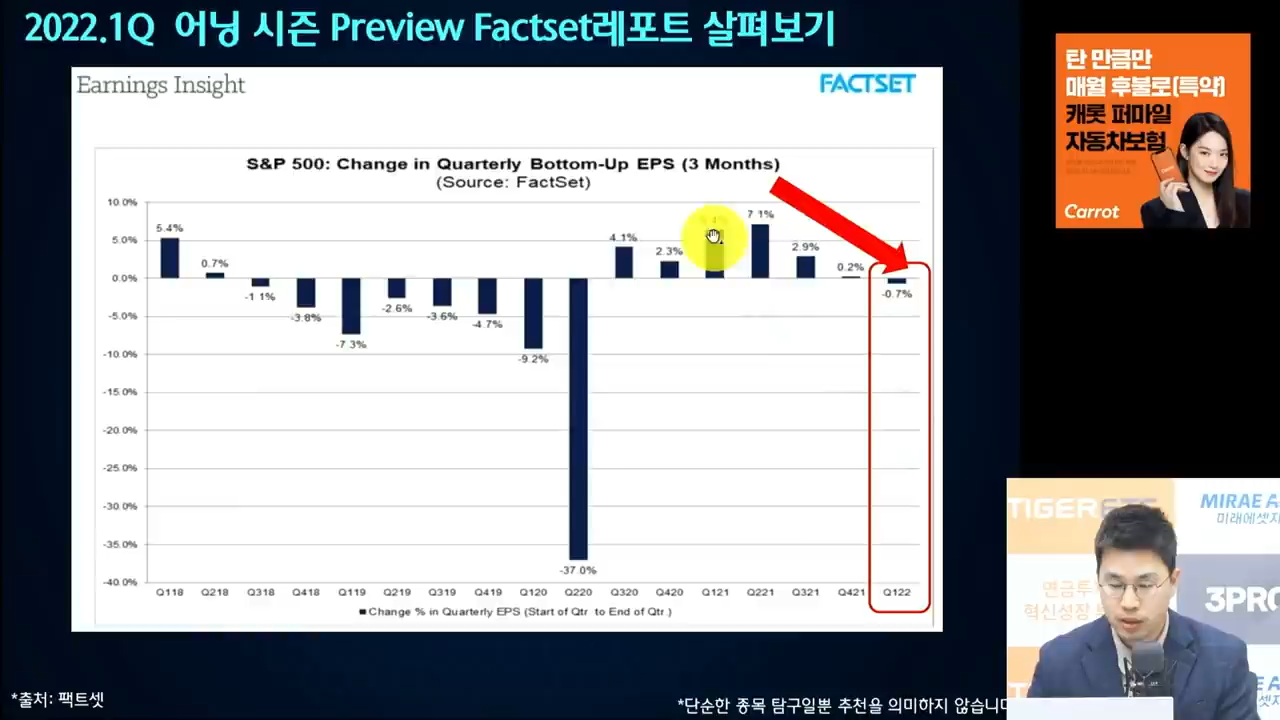 2022.1Q 어닝 시즌 Preview Factset레포트 살펴보기
Earnings Insight
FACTSET
S&P 500: Change in Quarterly Bottom-Up EPS (3 Months)
(Source: FactSet)
10.0%
5.0%
0.0%
-5.0%
-10.0%
-15.0%
-20.0%
-25.0%
-30.0%
-35.0%
-40.0%
5.4%
0.7%
-1.1%
-3.8%
-7.3%
-2.6%
-3.6%
-4.7%
-9.2%
-37.0%
4.1%
2.3%
7.1%
2.9%
0.2%
-0.7%
Q118 Q218 Q318 Q418 Q119 Q219 Q319 Q419 Q120 Q220 Q320 Q420 Q121 Q221 Q321 Q421 Q122
Change % in Quarterly EPS (Start of Qtr. to End of Qtr.)
*출처: 팩트셋
*단순한 종목 탐구일뿐 추천을 의미하지 않습니다
탄 만큼만
매월 후불로(특약)
캐롯 퍼마일
자동차보험
Carrot
TIGER ETF
MIRAE A
미래에셋자
연금투
혁신성장
3PRO